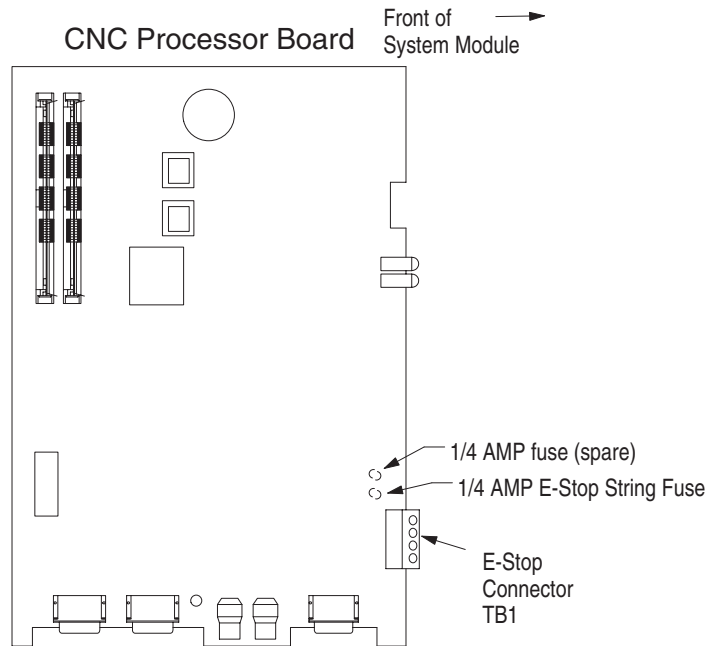 CNC Processor Board
Front of
System Module
1/4 AMP fuse (spare)
1/4 AMP E-Stop String Fuse
E-Stop
Connector
TB1